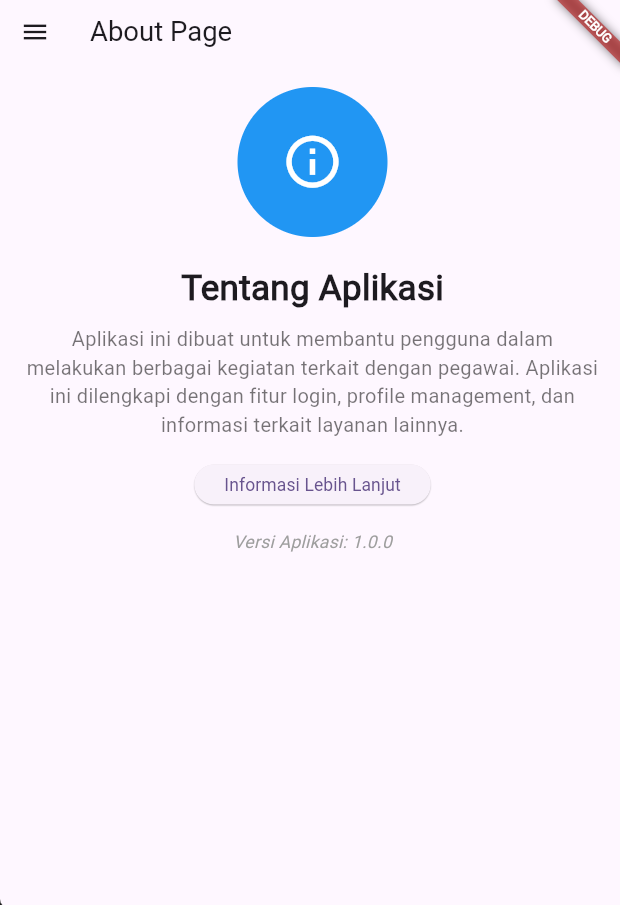 About Page
DEBUG
Tentang Aplikasi
Aplikasi ini dibuat untuk membantu pengguna dalam
melakukan berbagai kegiatan terkait dengan pegawai. Aplikasi
ini dilengkapi dengan fitur login, profile management, dan
informasi terkait layanan lainnya.
Informasi Lebih Lanjut
Versi Aplikasi: 1.0.0